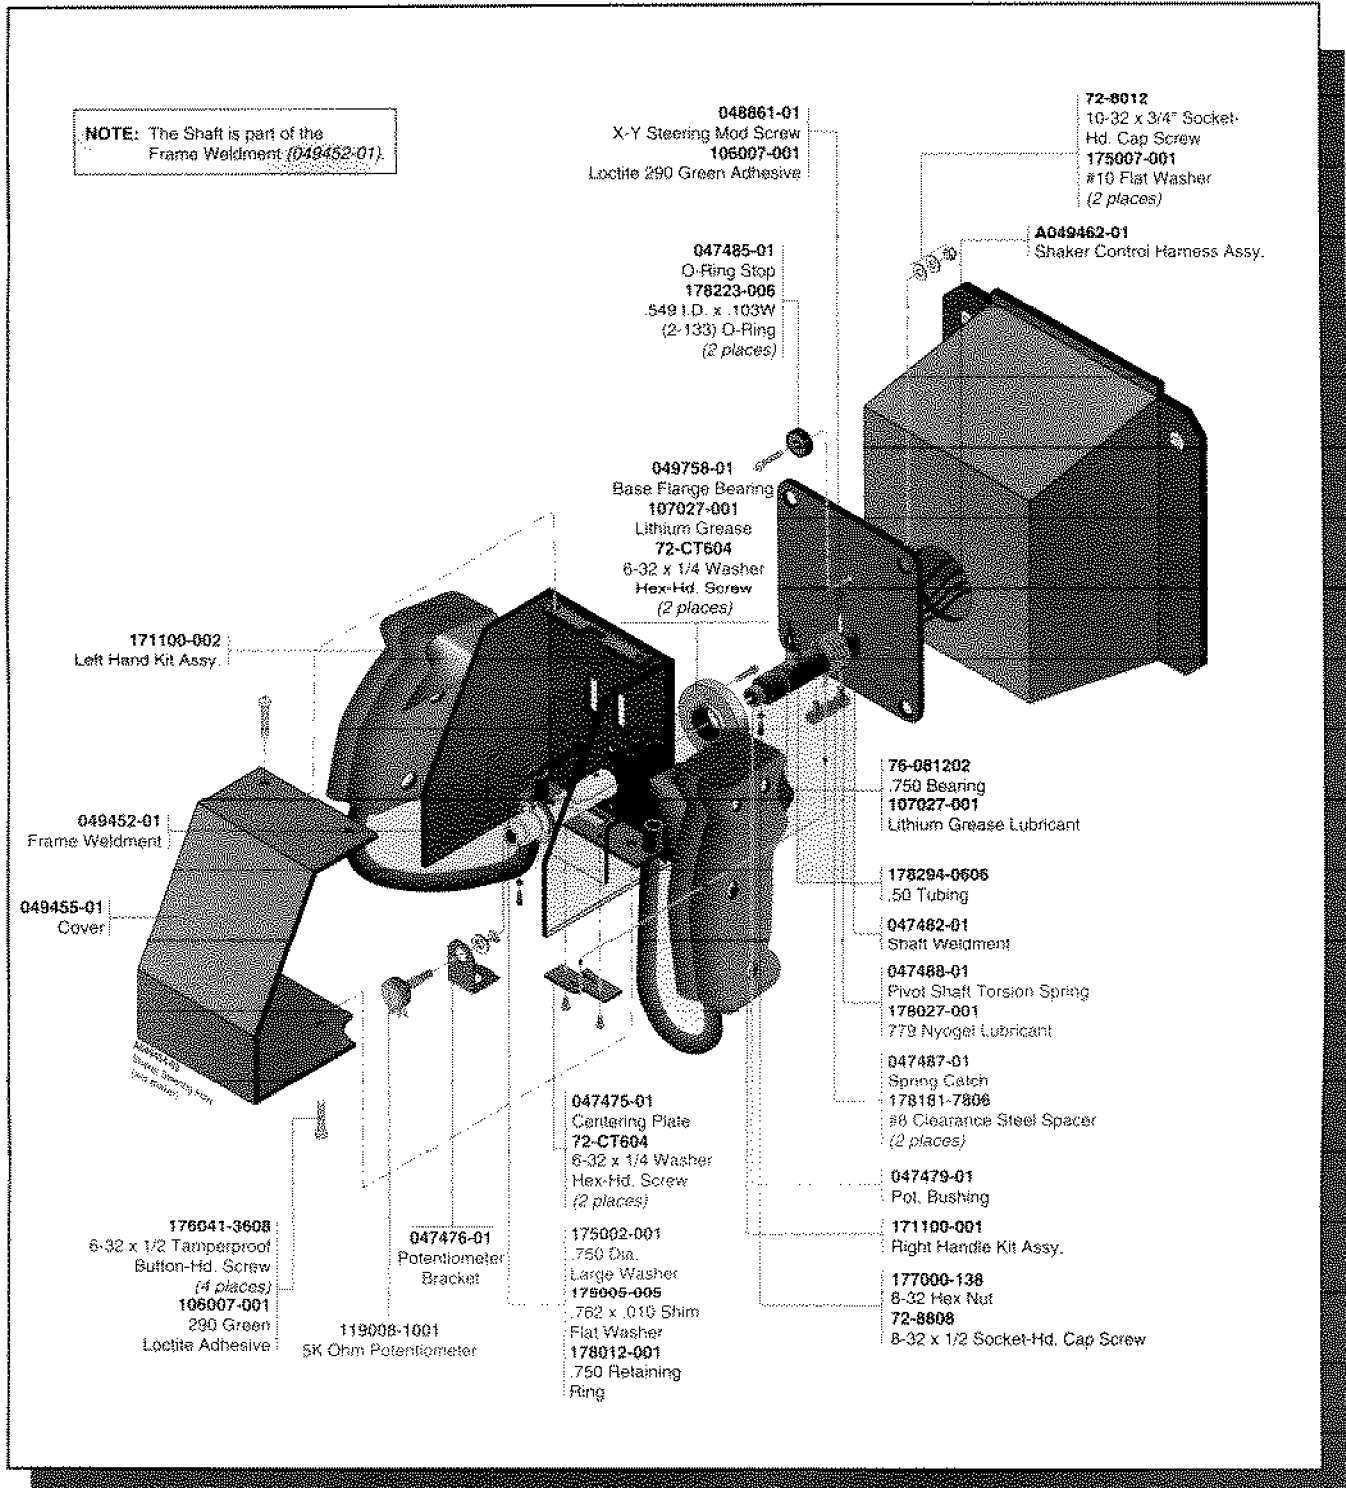 NOTE: The Shaft is part of the
Frame Weldment (049452-01).
048861-01
X-Y Steering Mod Screw
106007-001
Loctite 290 Green Adhesive
72-8012
10-32 x 3/4" Socket-
Hd. Cap Screw
175007-001
#10 Flat Washer
(2 places)
A049462-01
Shaker Control Harness Assy.
047485-01
O-Ring Stop
178223-006
.549 I.D. x .103W
(2-133) O-Ring
(2 places)
049758-01
Base Flange Bearing
107027-001
Lithium Grease
72-CT604
6-32 x 1/4 Washer
Hex-Hd. Screw
(2 places)
171100-002
Left Hand Kit Assy.
049452-01
Frame Weldment
049455-01
Cover
76-081202
.750 Bearing
107027-001
Lithium Grease Lubricant
178294-0606
.50 Tubing
047482-01
Shaft Weldment
047488-01
Pivot Shaft Torsion Spring
178027-001
779 Nyogel Lubricant
047487-01
Spring Catch
178181-7806
#8 Clearance Steel Spacer
(2 places)
047479-01
Pot. Bushing
171100-001
Right Handle Kit Assy.
177000-138
8-32 Hex Nut
72-8808
8-32 x 1/2 Socket-Hd. Cap Screw
047475-01
Centering Plate
72-CT604
6-32 x 1/4 Washer
Hex-Hd. Screw
(2 places)
175002-001
.750 Dia.
Large Washer
175005-005
.762 x .010 Shim
Flat Washer
178012-001
.750 Retaining
Ring
047476-01
Potentiometer
Bracket
119008-1001
5K Ohm Potentiometer
176041-3608
6-32 x 1/2 Tamperproof
Button-Hd. Screw
(4 places)
106007-001
290 Green
Loctite Adhesive